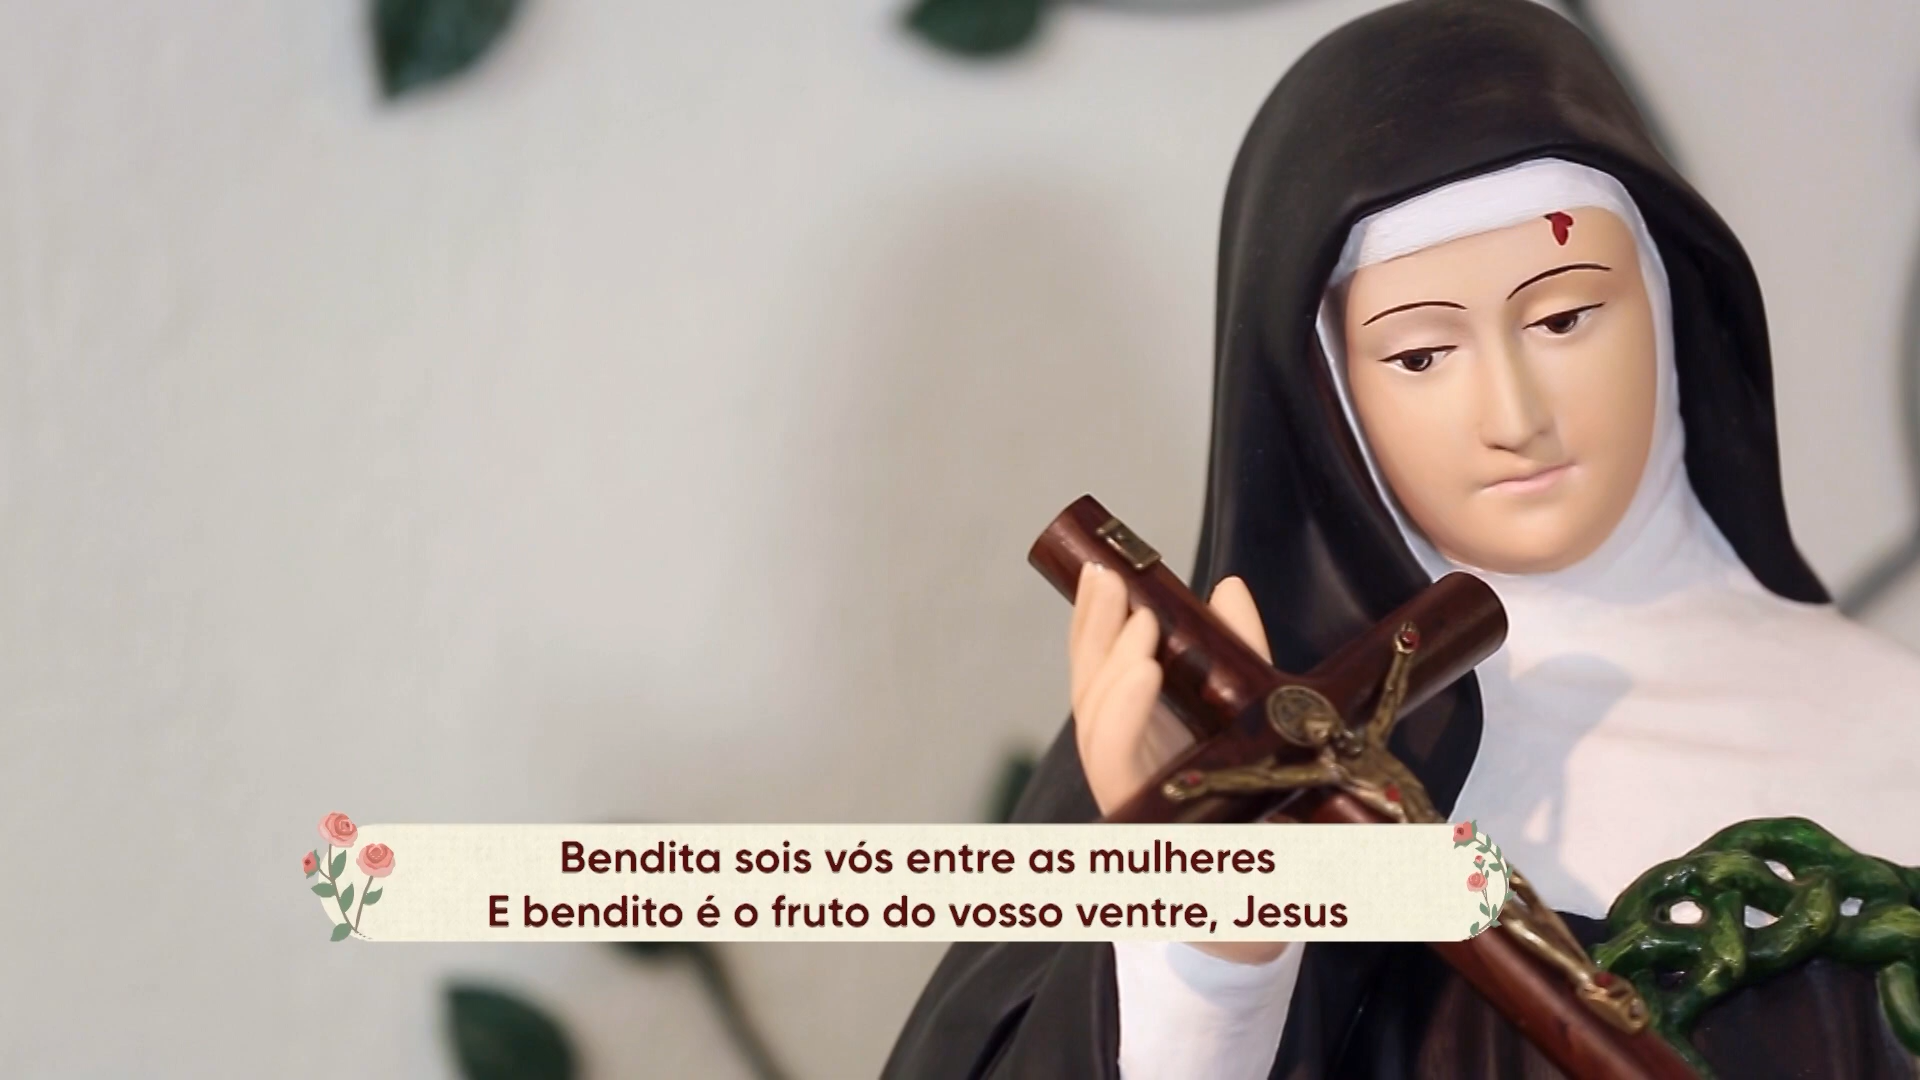 Bendita sois vós entre as mulheres
E bendito é o fruto do vosso ventre, Jesus